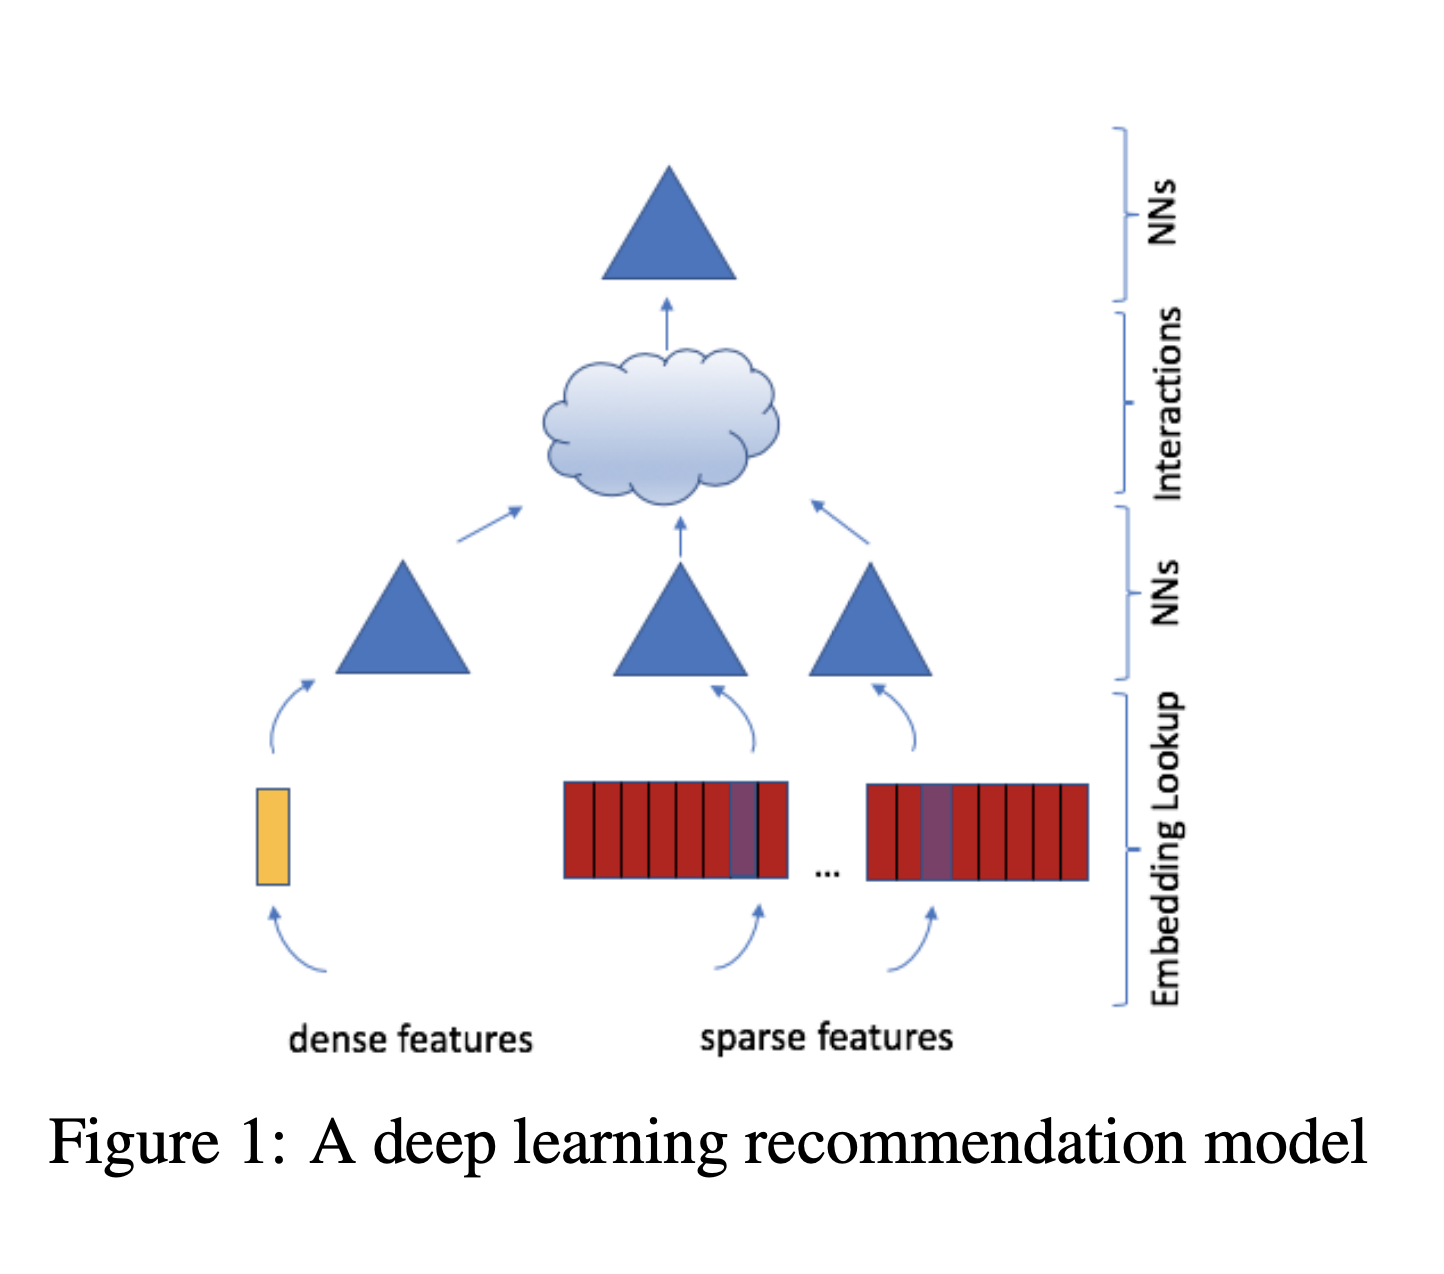 NNs
Interactions
NNs
Embedding Lookup
...
dense features
sparse features
Figure 1: A deep learning recommendation model